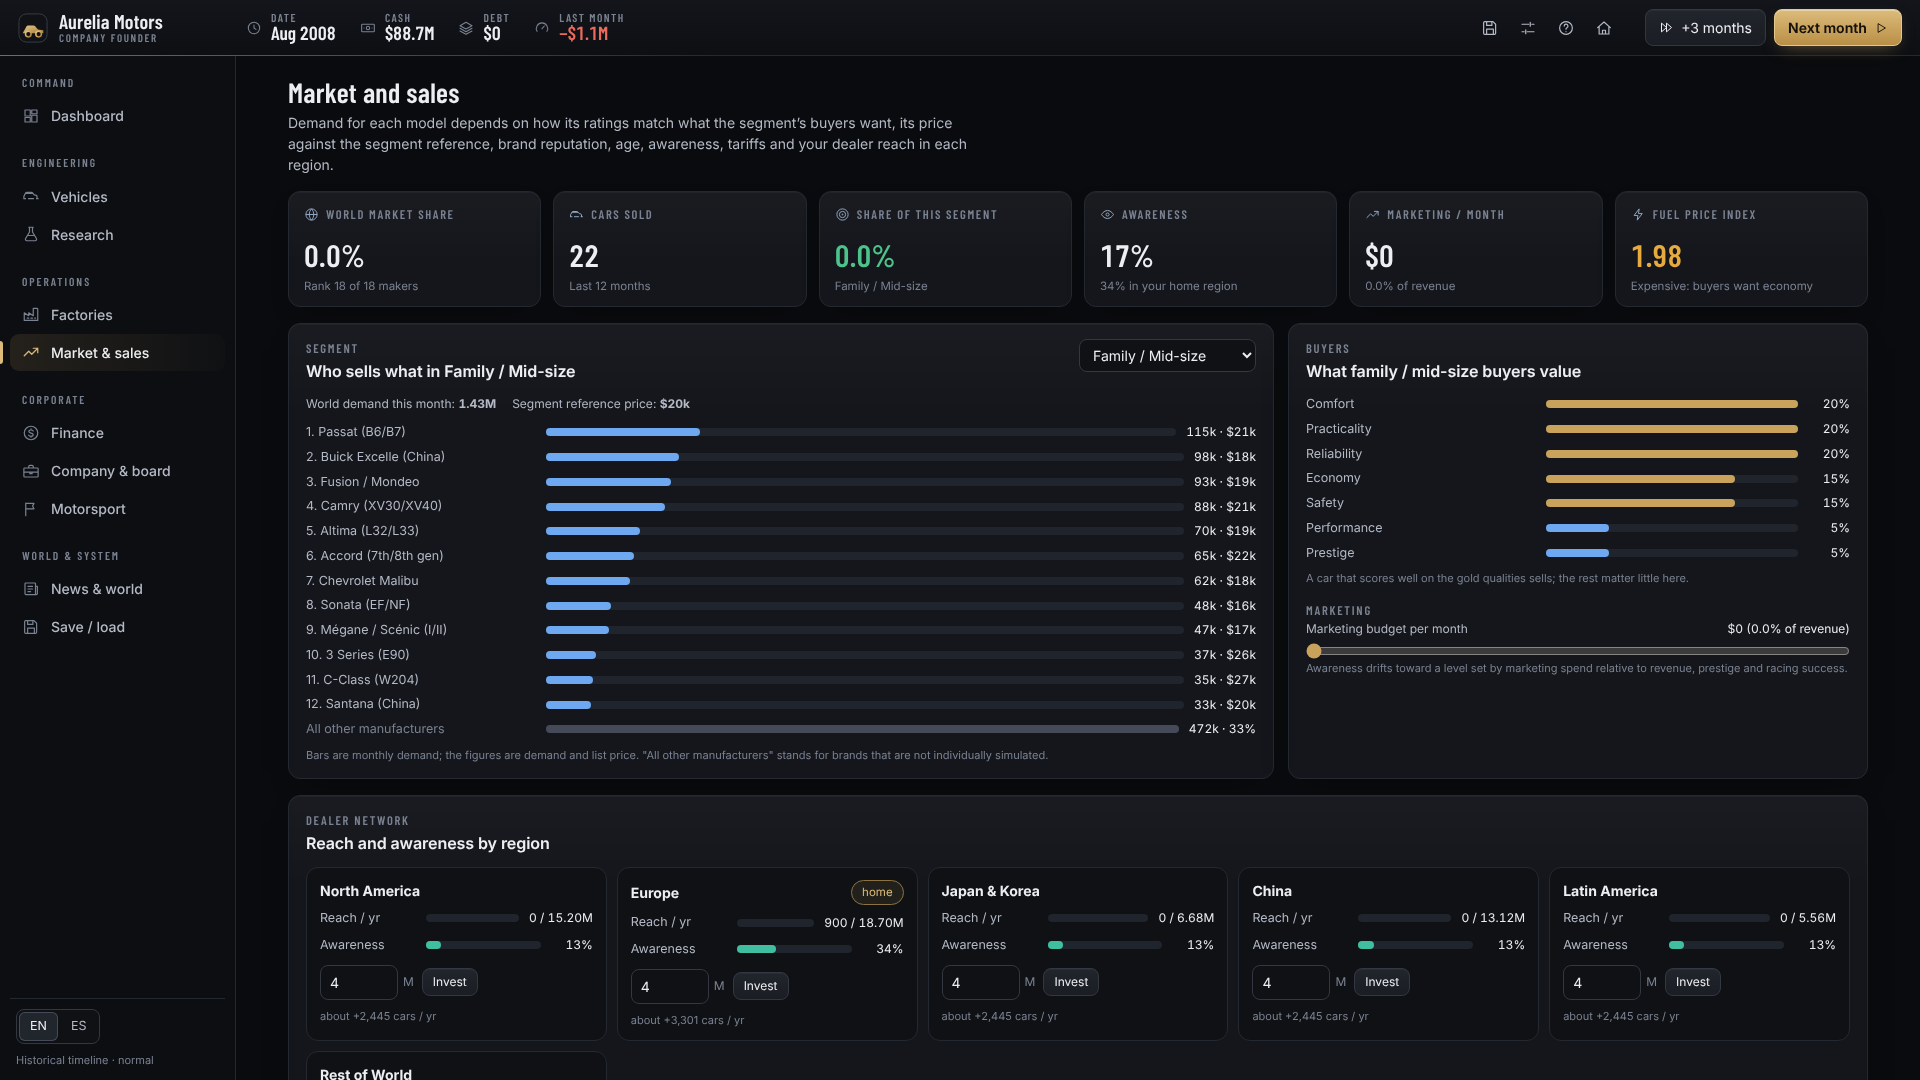 Aurelia Motors
COMPANY FOUNDER
DATE
Aug 2008
CASH
$88.7M
DEBT
$0
LAST MONTH
−$1.1M
+3 months
Next month
COMMAND
Dashboard
ENGINEERING
Vehicles
Research
OPERATIONS
Factories
Market & sales
CORPORATE
Finance
Company & board
Motorsport
WORLD & SYSTEM
News & world
Save / load
EN
ES
Historical timeline · normal
Market and sales
Demand for each model depends on how its ratings match what the segment's buyers want, its price
against the segment reference, brand reputation, age, awareness, tariffs and your dealer reach in each
region.
WORLD MARKET SHARE
0.0%
Rank 18 of 18 makers
CARS SOLD
22
Last 12 months
SHARE OF THIS SEGMENT
0.0%
Family / Mid-size
AWARENESS
17%
34% in your home region
MARKETING / MONTH
$0
0.0% of revenue
FUEL PRICE INDEX
1.98
Expensive: buyers want economy
SEGMENT
Who sells what in Family / Mid-size
Family / Mid-size
World demand this month: 1.43M Segment reference price: $20k
1. Passat (B6/B7) 115k · $21k
2. Buick Excelle (China) 98k · $18k
3. Fusion / Mondeo 93k · $19k
4. Camry (XV30/XV40) 88k · $21k
5. Altima (L32/L33) 70k · $19k
6. Accord (7th/8th gen) 65k · $22k
7. Chevrolet Malibu 62k · $18k
8. Sonata (EF/NF) 48k · $16k
9. Mégane / Scénic (I/II) 47k · $17k
10. 3 Series (E90) 37k · $26k
11. C-Class (W204) 35k · $27k
12. Santana (China) 33k · $20k
All other manufacturers 472k · 33%
Bars are monthly demand; the figures are demand and list price. "All other manufacturers" stands for brands that are not individually simulated.
BUYERS
What family / mid-size buyers value
Comfort 20%
Practicality 20%
Reliability 20%
Economy 15%
Safety 15%
Performance 5%
Prestige 5%
A car that scores well on the gold qualities sells; the rest matter little here.
MARKETING
Marketing budget per month $0 (0.0% of revenue)
Awareness drifts toward a level set by marketing spend relative to revenue, prestige and racing success.
DEALER NETWORK
Reach and awareness by region
North America
Reach / yr 0 / 15.20M
Awareness 13%
4 M Invest
about +2,445 cars / yr
Europe home
Reach / yr 900 / 18.70M
Awareness 34%
4 M Invest
about +3,301 cars / yr
Japan & Korea
Reach / yr 0 / 6.68M
Awareness 13%
4 M Invest
about +2,445 cars / yr
China
Reach / yr 0 / 13.12M
Awareness 13%
4 M Invest
about +2,445 cars / yr
Latin America
Reach / yr 0 / 5.56M
Awareness 13%
4 M Invest
about +2,445 cars / yr
Rest of World